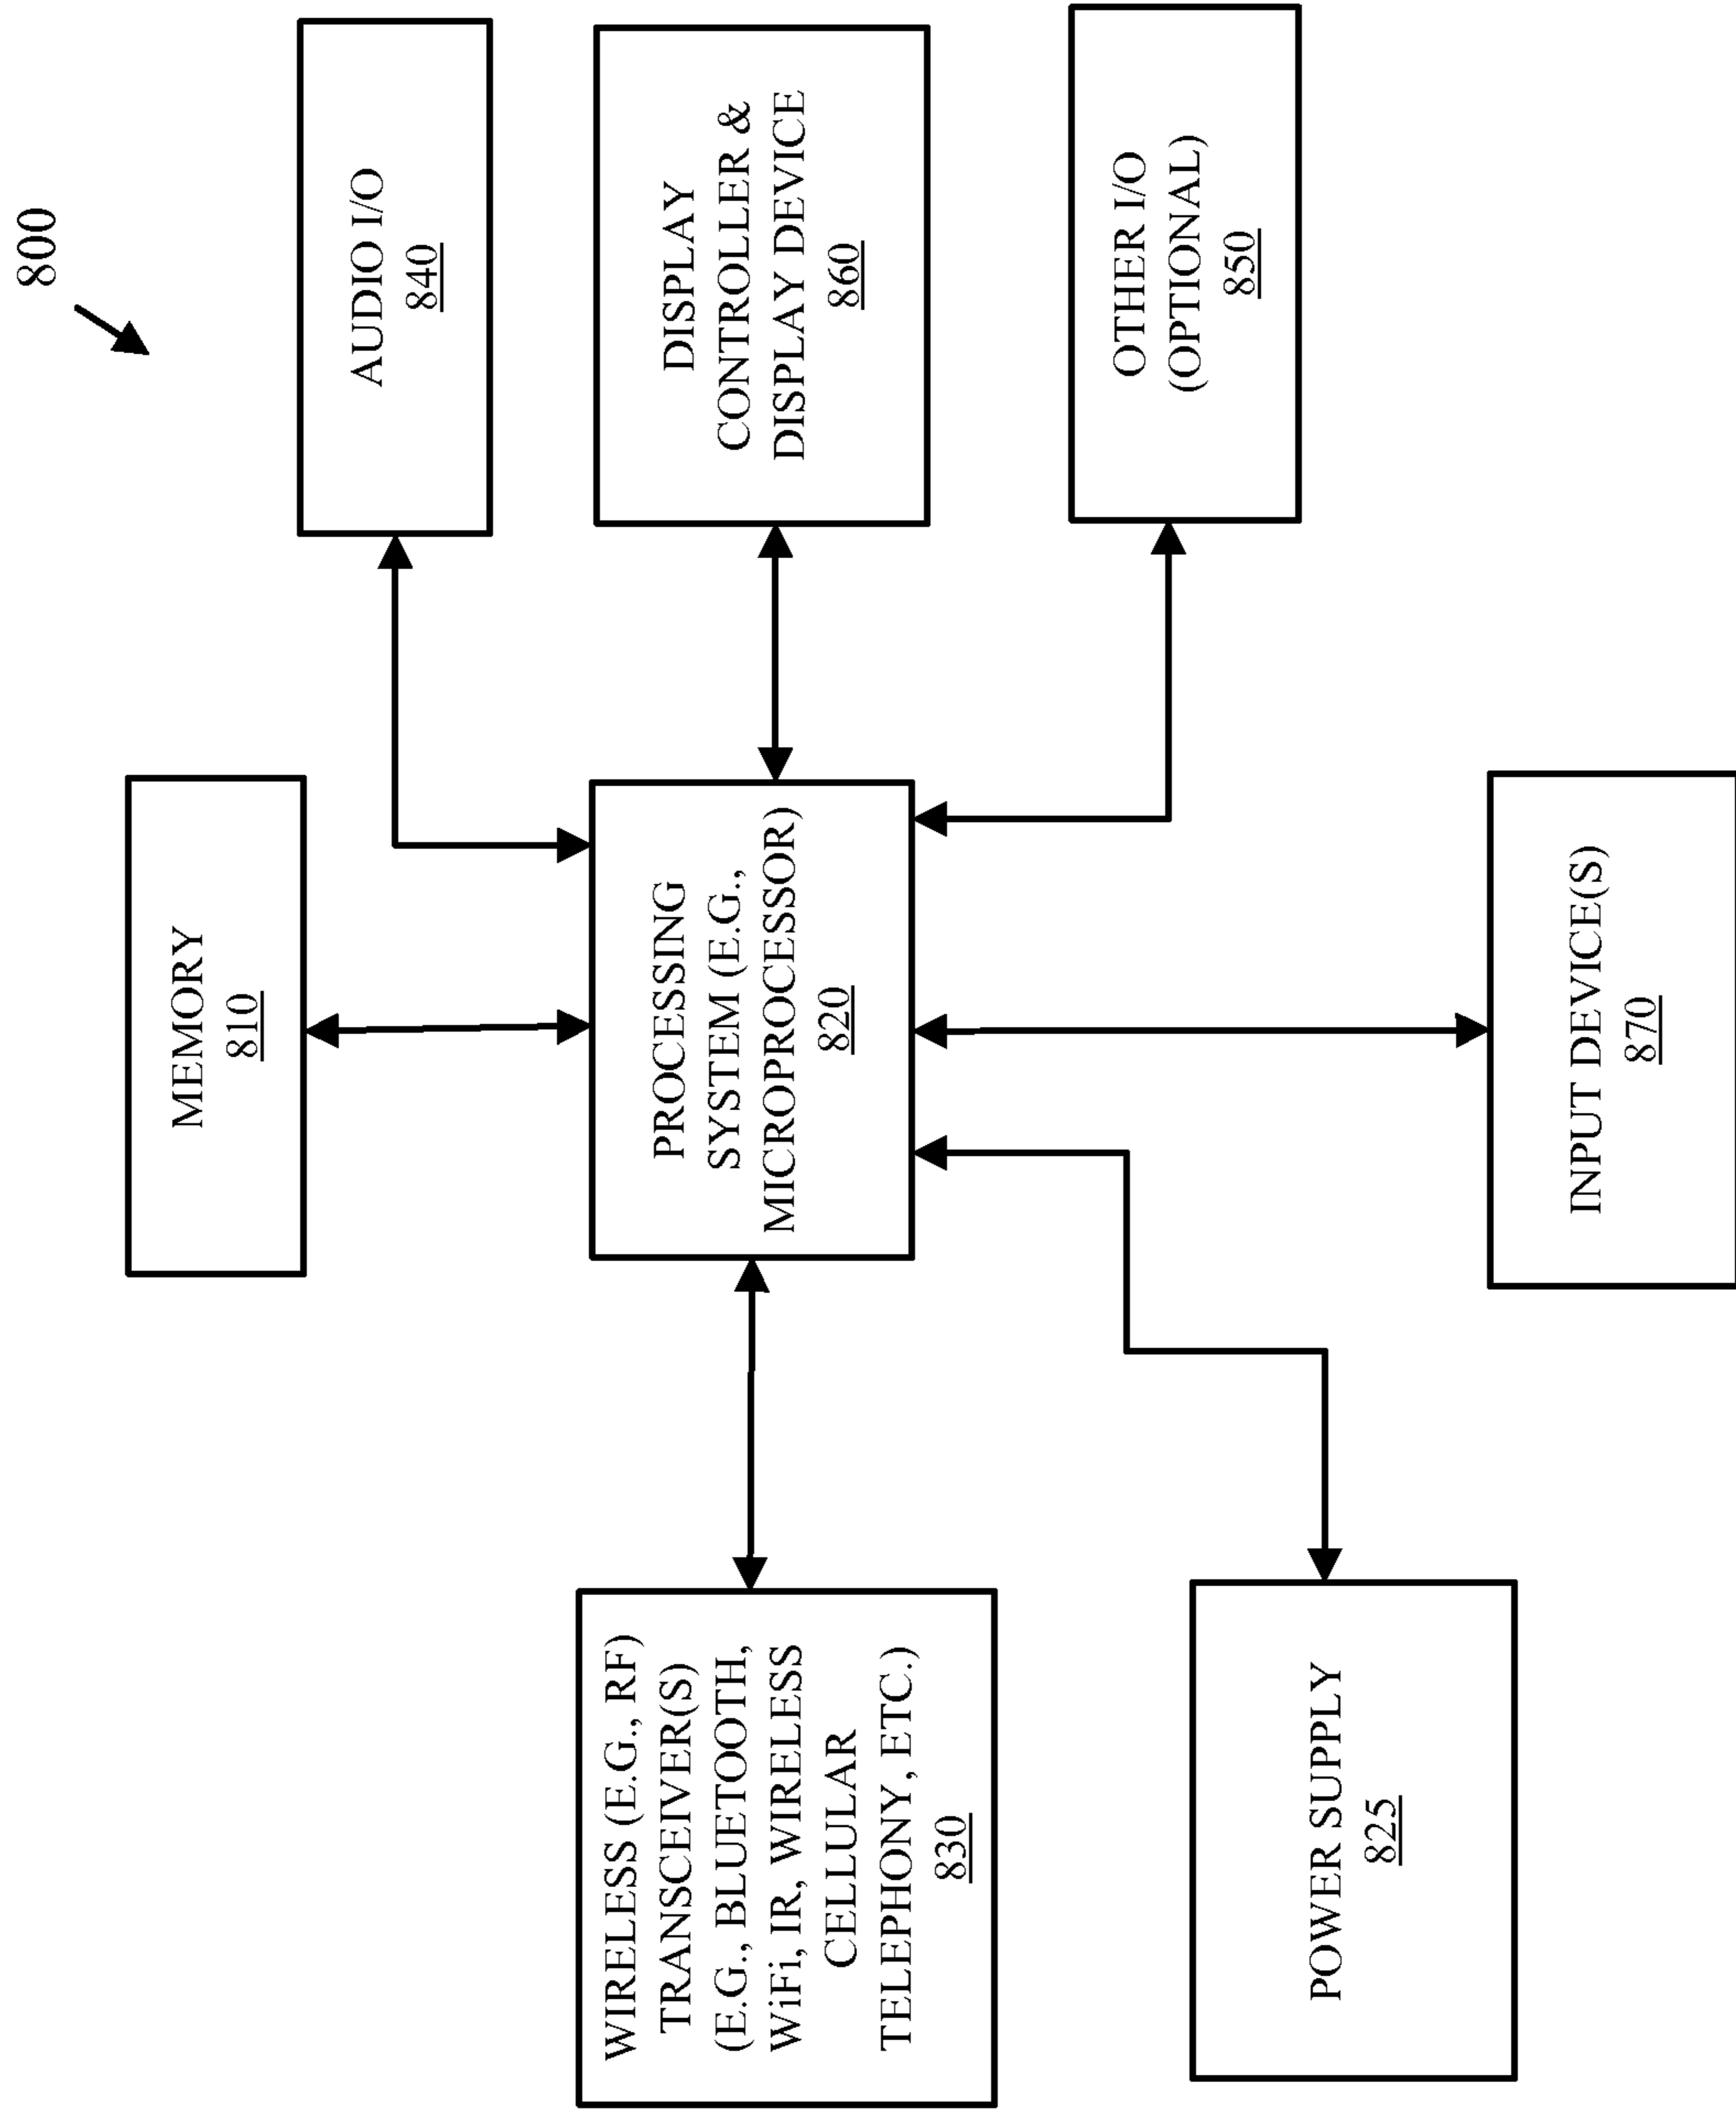 800
MEMORY
810
AUDIO I/O
840
WIRELESS (E.G., RF)
TRANSCEIVER(S)
(E.G., BLUETOOTH,
WiFi, IR, WIRELESS
CELLULAR
TELEPHONY, ETC.)
830
PROCESSING
SYSTEM (E.G.,
MICROPROCESSOR)
820
DISPLAY
CONTROLLER &
DISPLAY DEVICE
860
POWER SUPPLY
825
OTHER I/O
(OPTIONAL)
850
INPUT DEVICE(S)
870